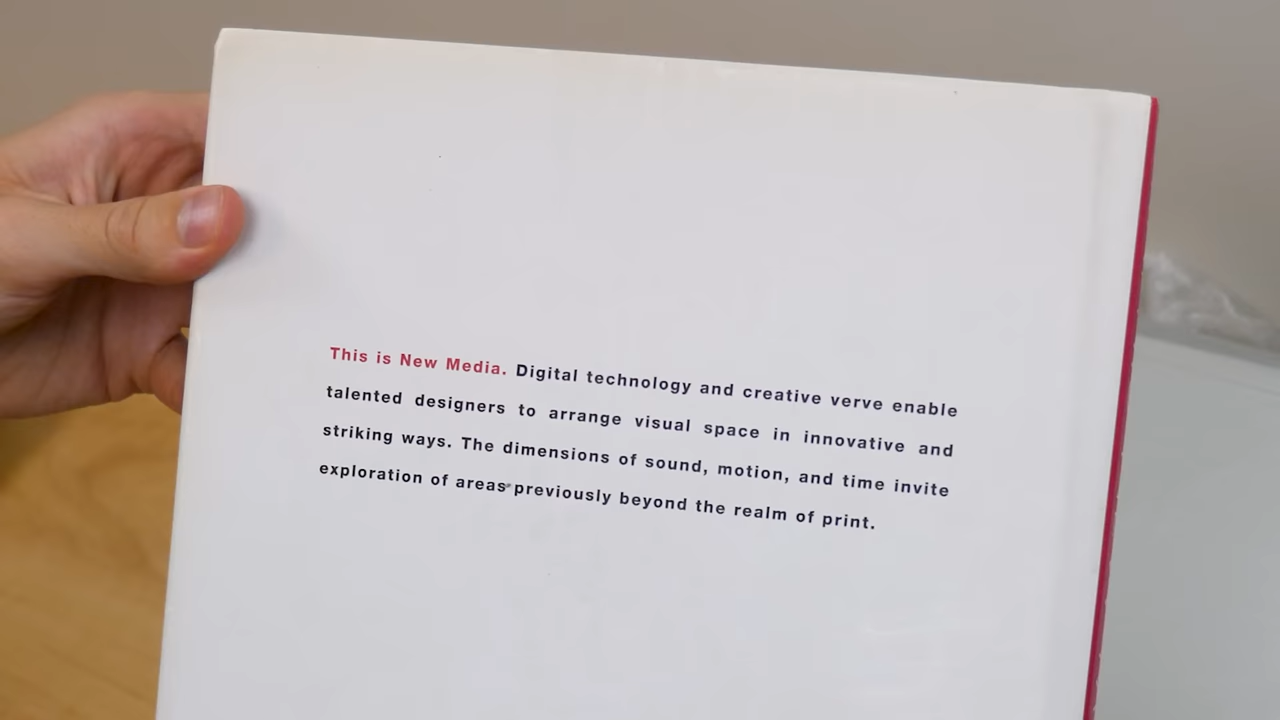 This is New Media. Digital technology and creative verve enable
talented designers to arrange visual space in innovative and
striking ways. The dimensions of sound, motion, and time invite
exploration of areas previously beyond the realm of print.